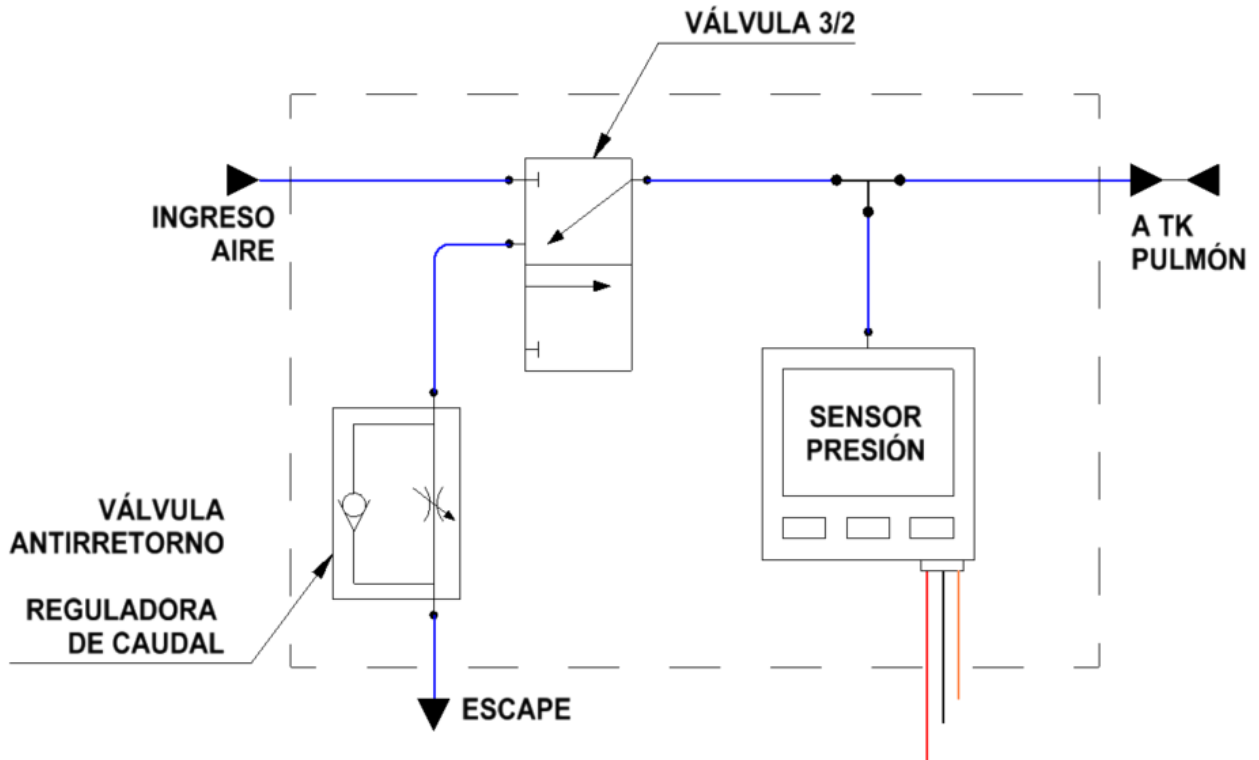 VÁLVULA 3/2
INGRESO
AIRE
A TK
PULMÓN
SENSOR
PRESIÓN
VÁLVULA
ANTIRRETORNO
REGULADORA
DE CAUDAL
ESCAPE